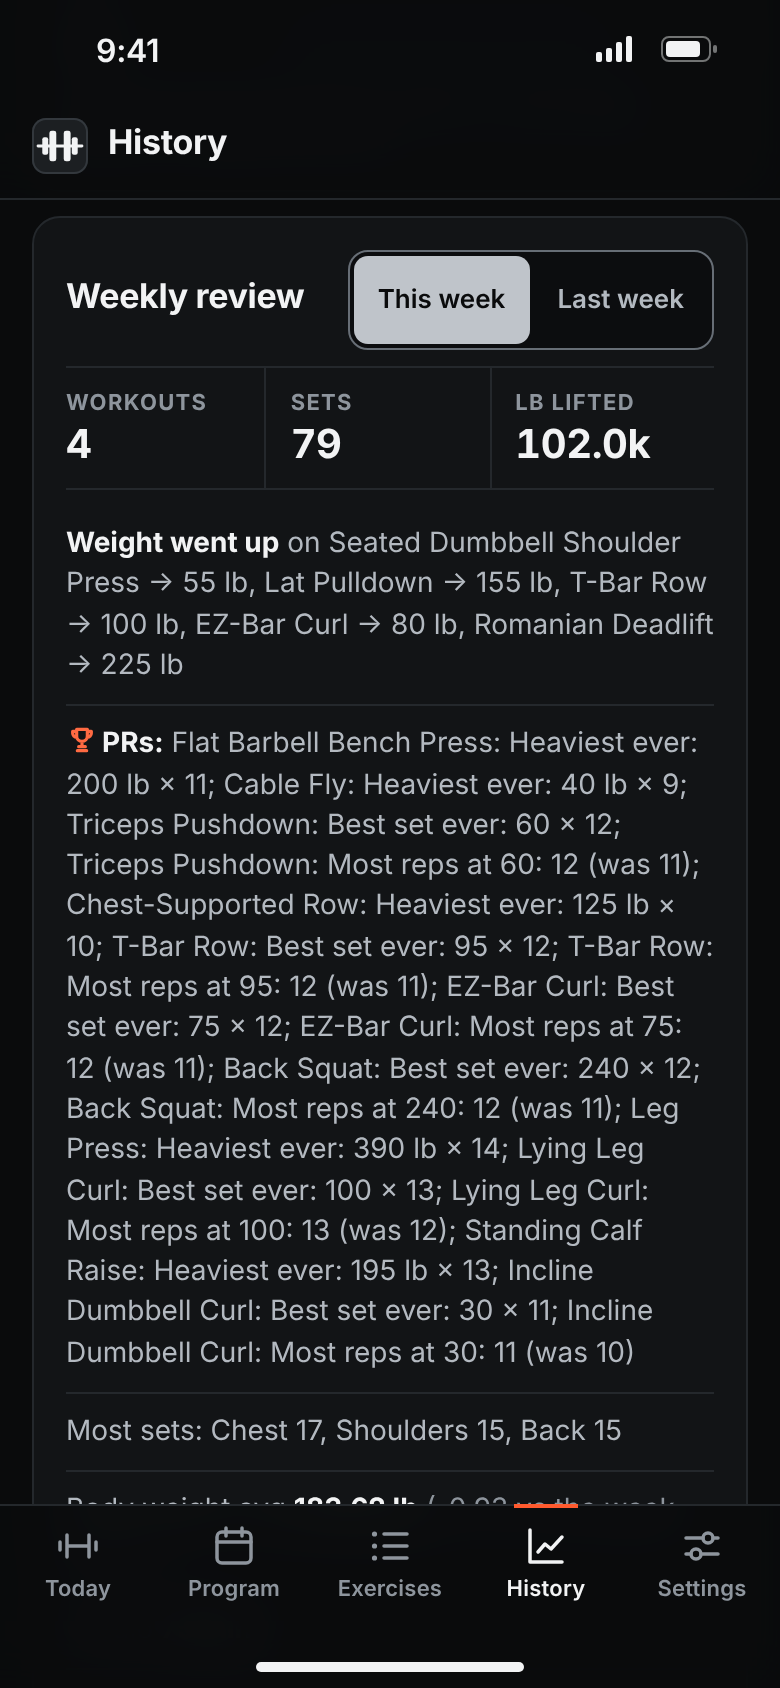 9:41
History
Weekly review
This week
Last week
WORKOUTS
4
SETS
79
LB LIFTED
102.0k
Weight went up on Seated Dumbbell Shoulder
Press → 55 lb, Lat Pulldown → 155 lb, T-Bar Row
→ 100 lb, EZ-Bar Curl → 80 lb, Romanian Deadlift
→ 225 lb
PRs: Flat Barbell Bench Press: Heaviest ever:
200 lb × 11; Cable Fly: Heaviest ever: 40 lb × 9;
Triceps Pushdown: Best set ever: 60 × 12;
Triceps Pushdown: Most reps at 60: 12 (was 11);
Chest-Supported Row: Heaviest ever: 125 lb ×
10; T-Bar Row: Best set ever: 95 × 12; T-Bar Row:
Most reps at 95: 12 (was 11); EZ-Bar Curl: Best
set ever: 75 × 12; EZ-Bar Curl: Most reps at 75:
12 (was 11); Back Squat: Best set ever: 240 × 12;
Back Squat: Most reps at 240: 12 (was 11); Leg
Press: Heaviest ever: 390 lb × 14; Lying Leg
Curl: Best set ever: 100 × 13; Lying Leg Curl:
Most reps at 100: 13 (was 12); Standing Calf
Raise: Heaviest ever: 195 lb × 13; Incline
Dumbbell Curl: Best set ever: 30 × 11; Incline
Dumbbell Curl: Most reps at 30: 11 (was 10)
Most sets: Chest 17, Shoulders 15, Back 15
Body weight avg
Today
Program
Exercises
History
Settings